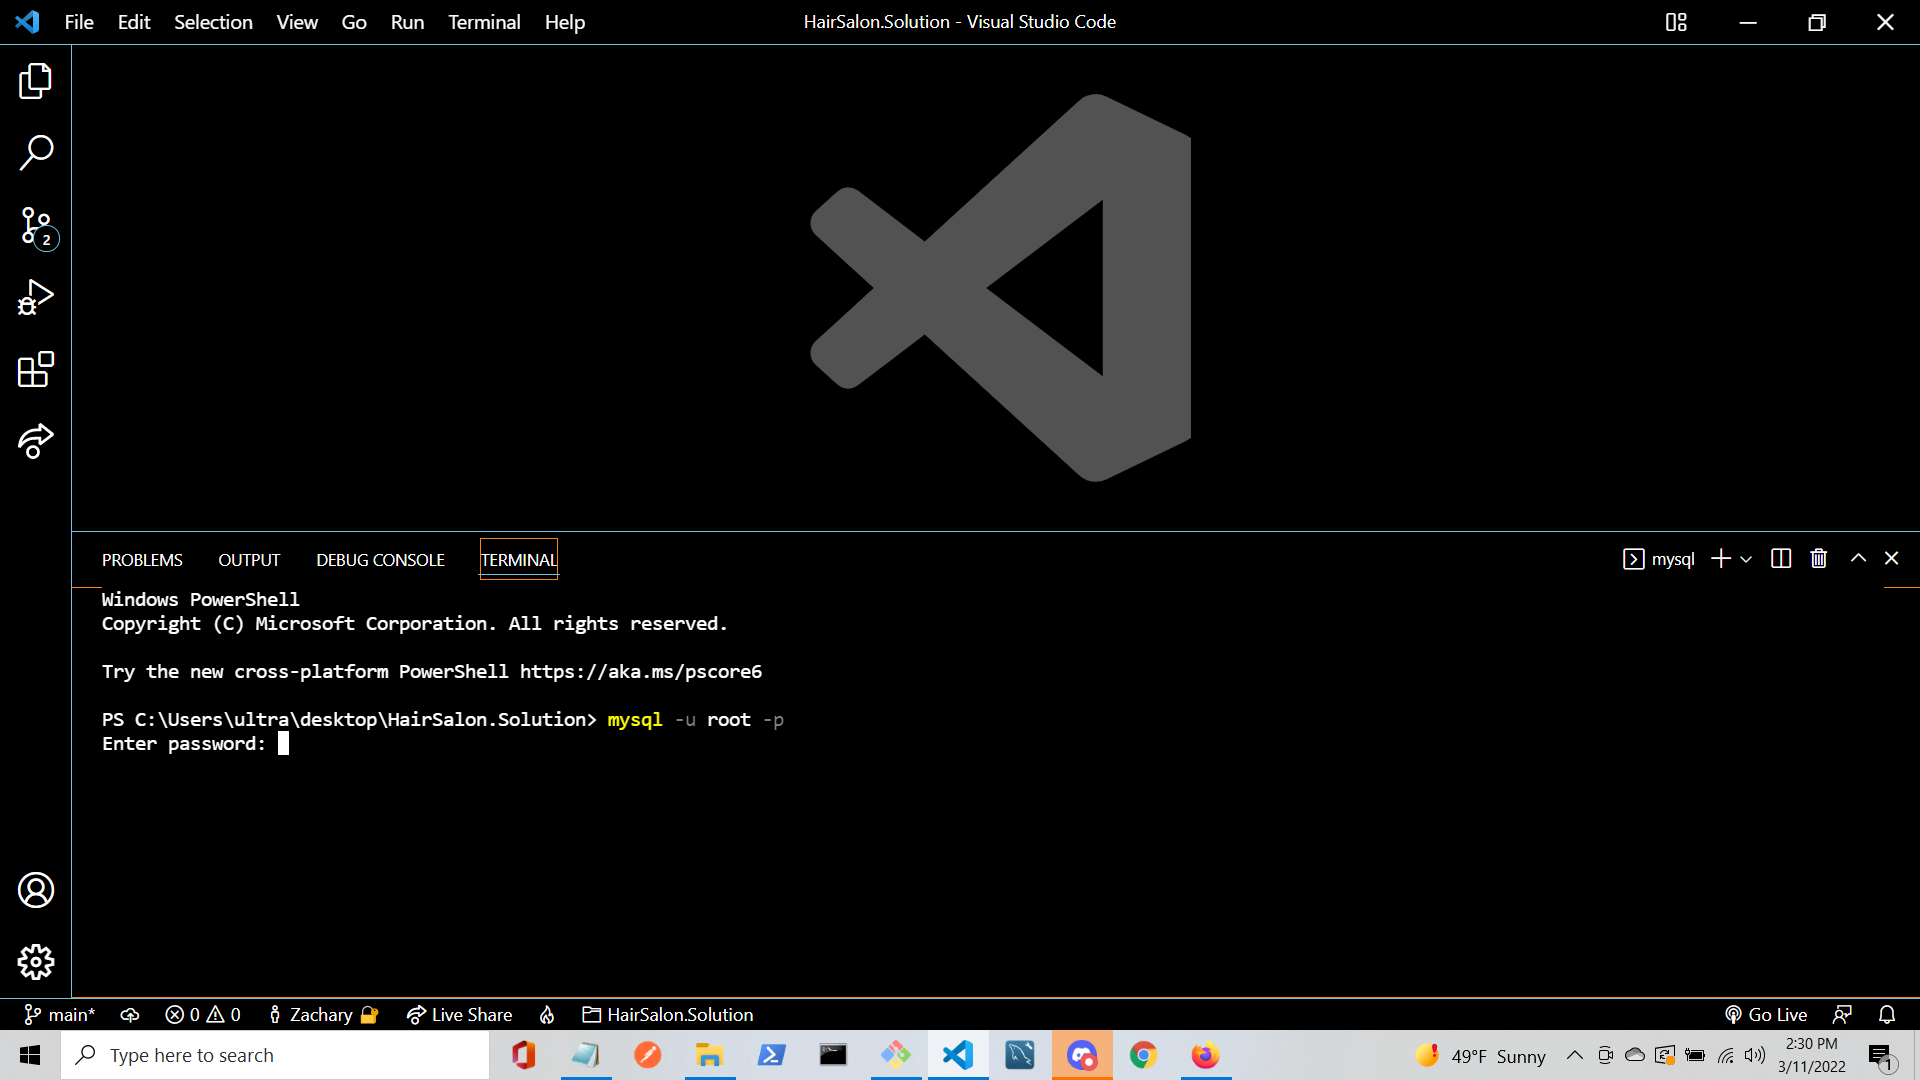 File Edit Selection View Go Run Terminal Help
HairSalon.Solution - Visual Studio Code
2
PROBLEMS OUTPUT DEBUG CONSOLE TERMINAL
mysql
Windows PowerShell
Copyright (C) Microsoft Corporation. All rights reserved.
Try the new cross-platform PowerShell https://aka.ms/pscore6
PS C:\Users\ultra\desktop\HairSalon.Solution> mysql -u root -p
Enter password:
main* 0 0 Zachary Live Share HairSalon.Solution Go Live
Type here to search
49°F Sunny
2:30 PM
3/11/2022
1